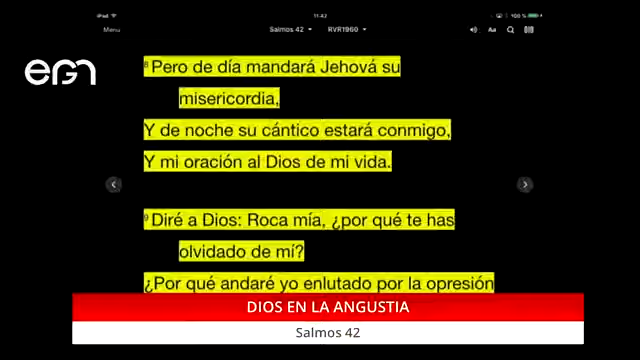 iPad
11:43
100 %
Menu
Salmos 42
RVR1960
Aa
egn
8 Pero de día mandará Jehová su
misericordia,
Y de noche su cántico estará conmigo,
Y mi oración al Dios de mi vida.
9 Diré a Dios: Roca mía, ¿por qué te has
olvidado de mí?
¿Por qué andaré yo enlutado por la opresión
DIOS EN LA ANGUSTIA
Salmos 42